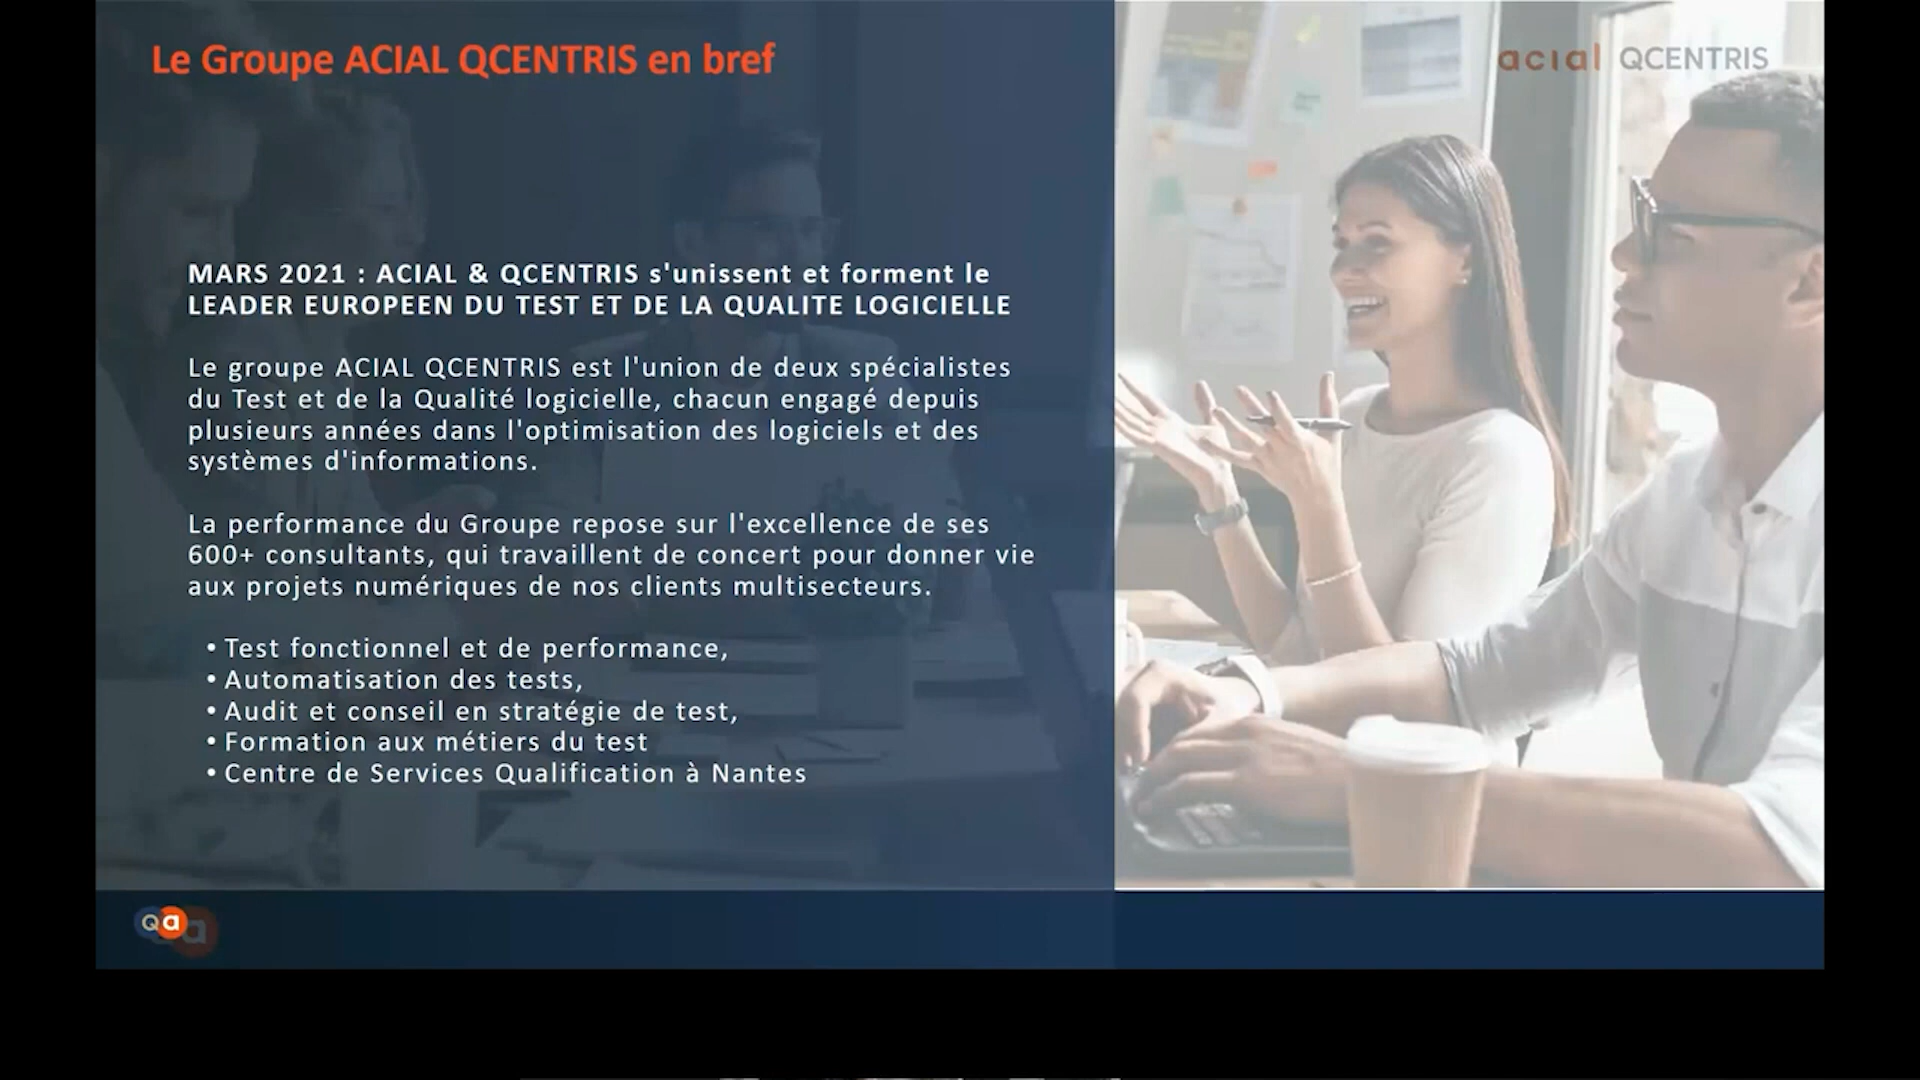 Le Groupe ACIAL QCENTRIS en bref
acial QCENTRIS
MARS 2021 : ACIAL & QCENTRIS s'unissent et forment le
LEADER EUROPEEN DU TEST ET DE LA QUALITE LOGICIELLE
Le groupe ACIAL QCENTRIS est l'union de deux spécialistes
du Test et de la Qualité logicielle, chacun engagé depuis
plusieurs années dans l'optimisation des logiciels et des
systèmes d'informations.
La performance du Groupe repose sur l'excellence de ses
600+ consultants, qui travaillent de concert pour donner vie
aux projets numériques de nos clients multisecteurs.
• Test fonctionnel et de performance,
• Automatisation des tests,
• Audit et conseil en stratégie de test,
• Formation aux métiers du test
• Centre de Services Qualification à Nantes
Qa